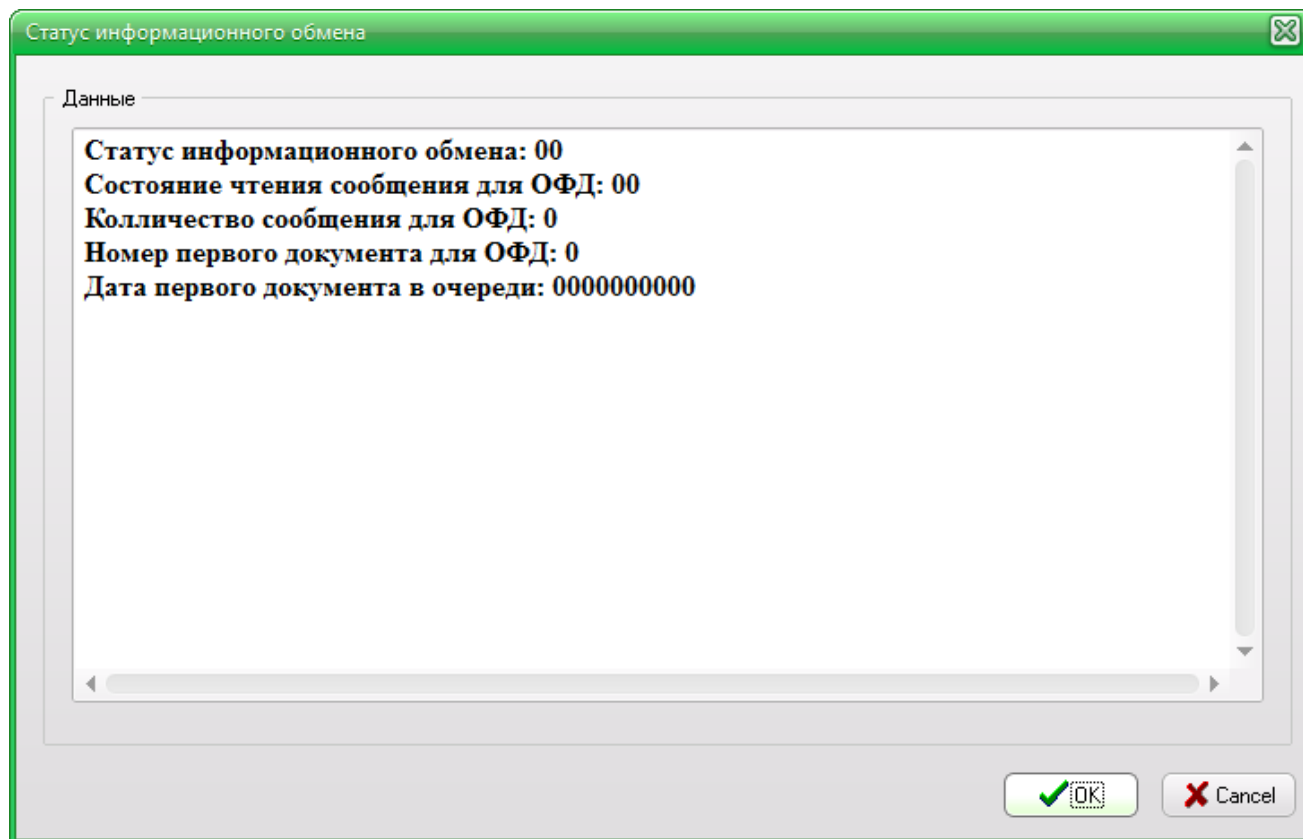 Статус информационного обмена
Данные
Статус информационного обмена: 00
Состояние чтения сообщения для ОФД: 00
Колличество сообщения для ОФД: 0
Номер первого документа для ОФД: 0
Дата первого документа в очереди: 0000000000
OK
Cancel